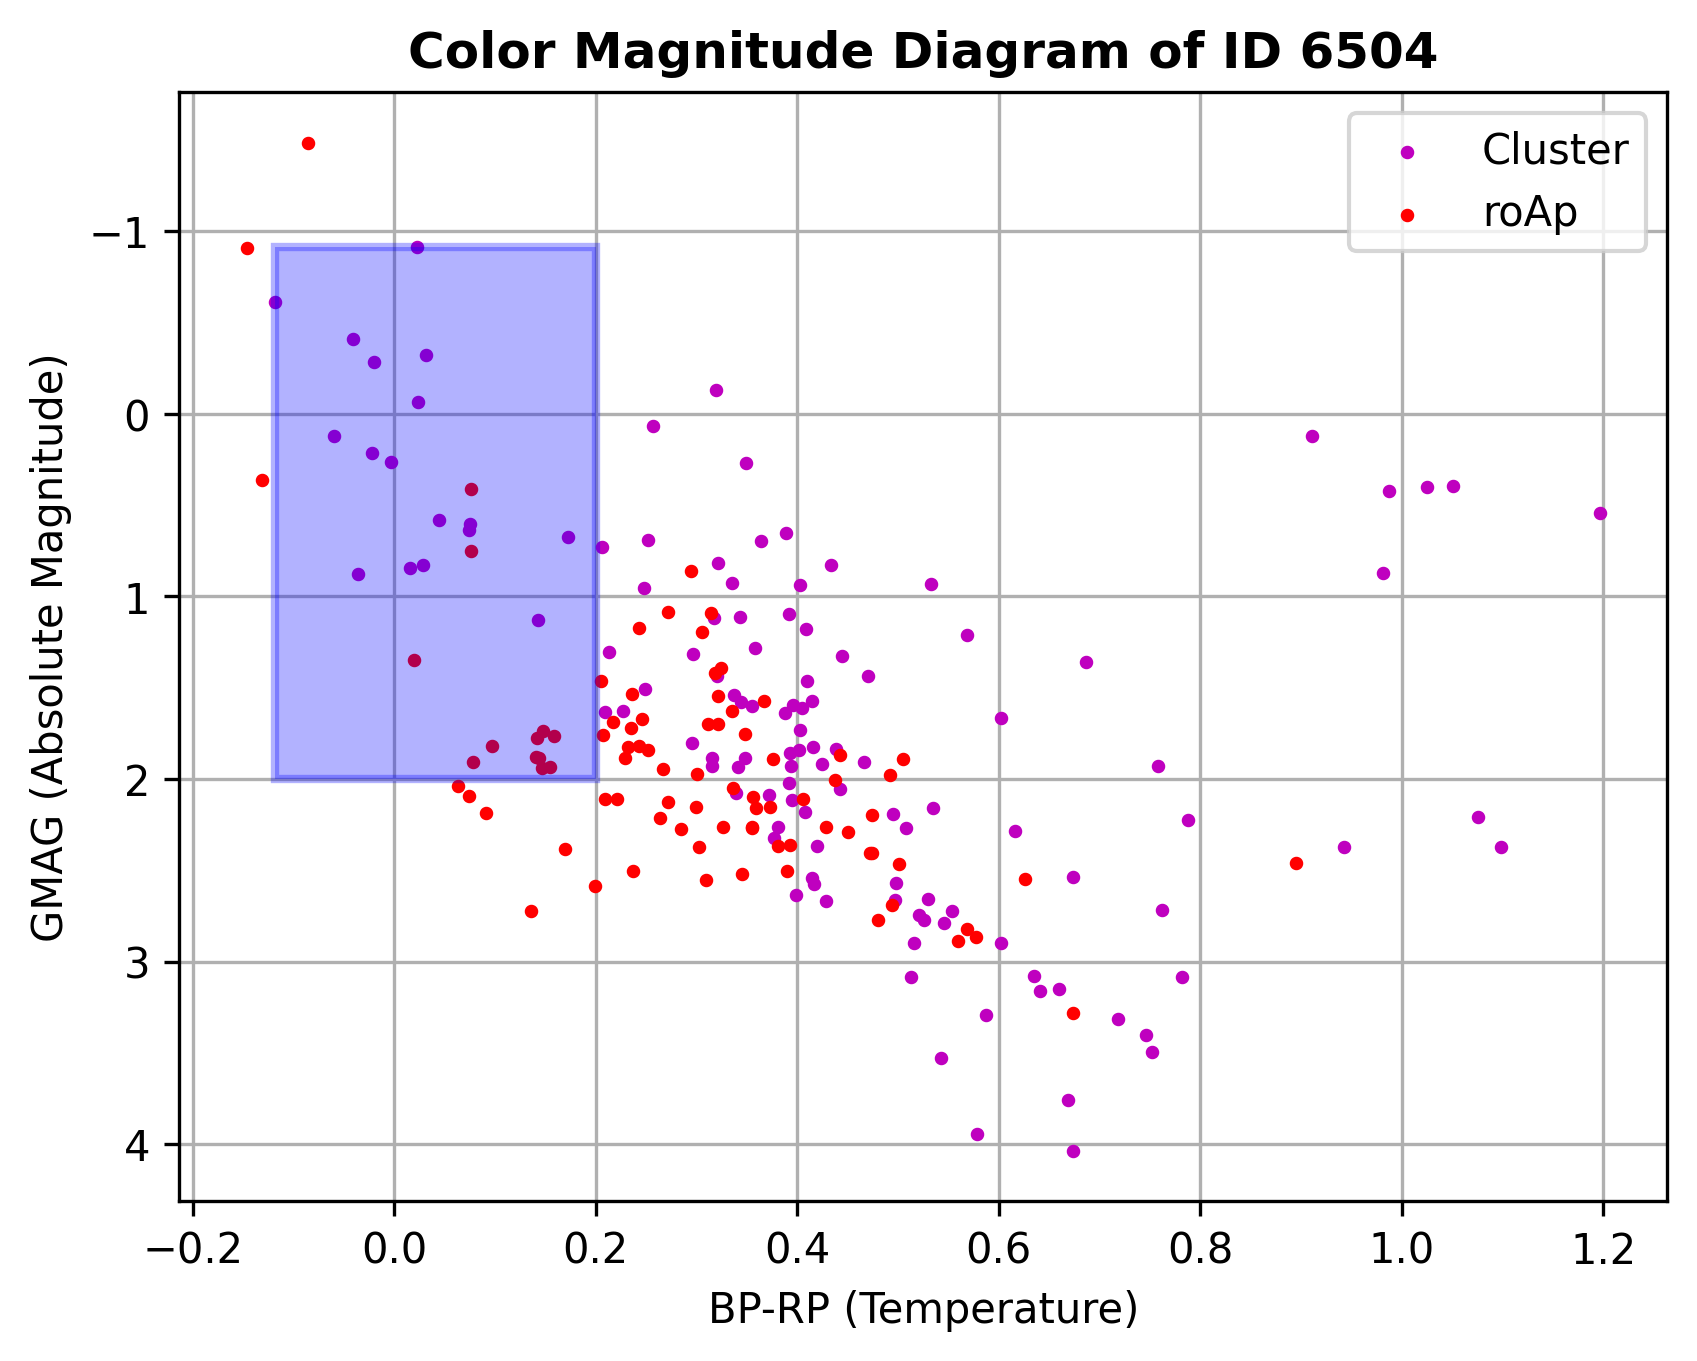 Color Magnitude Diagram of ID 6504
Cluster
roAp
GMAG (Absolute Magnitude)
−1
0
1
2
3
4
−0.2 0.0 0.2 0.4 0.6 0.8 1.0 1.2
BP-RP (Temperature)